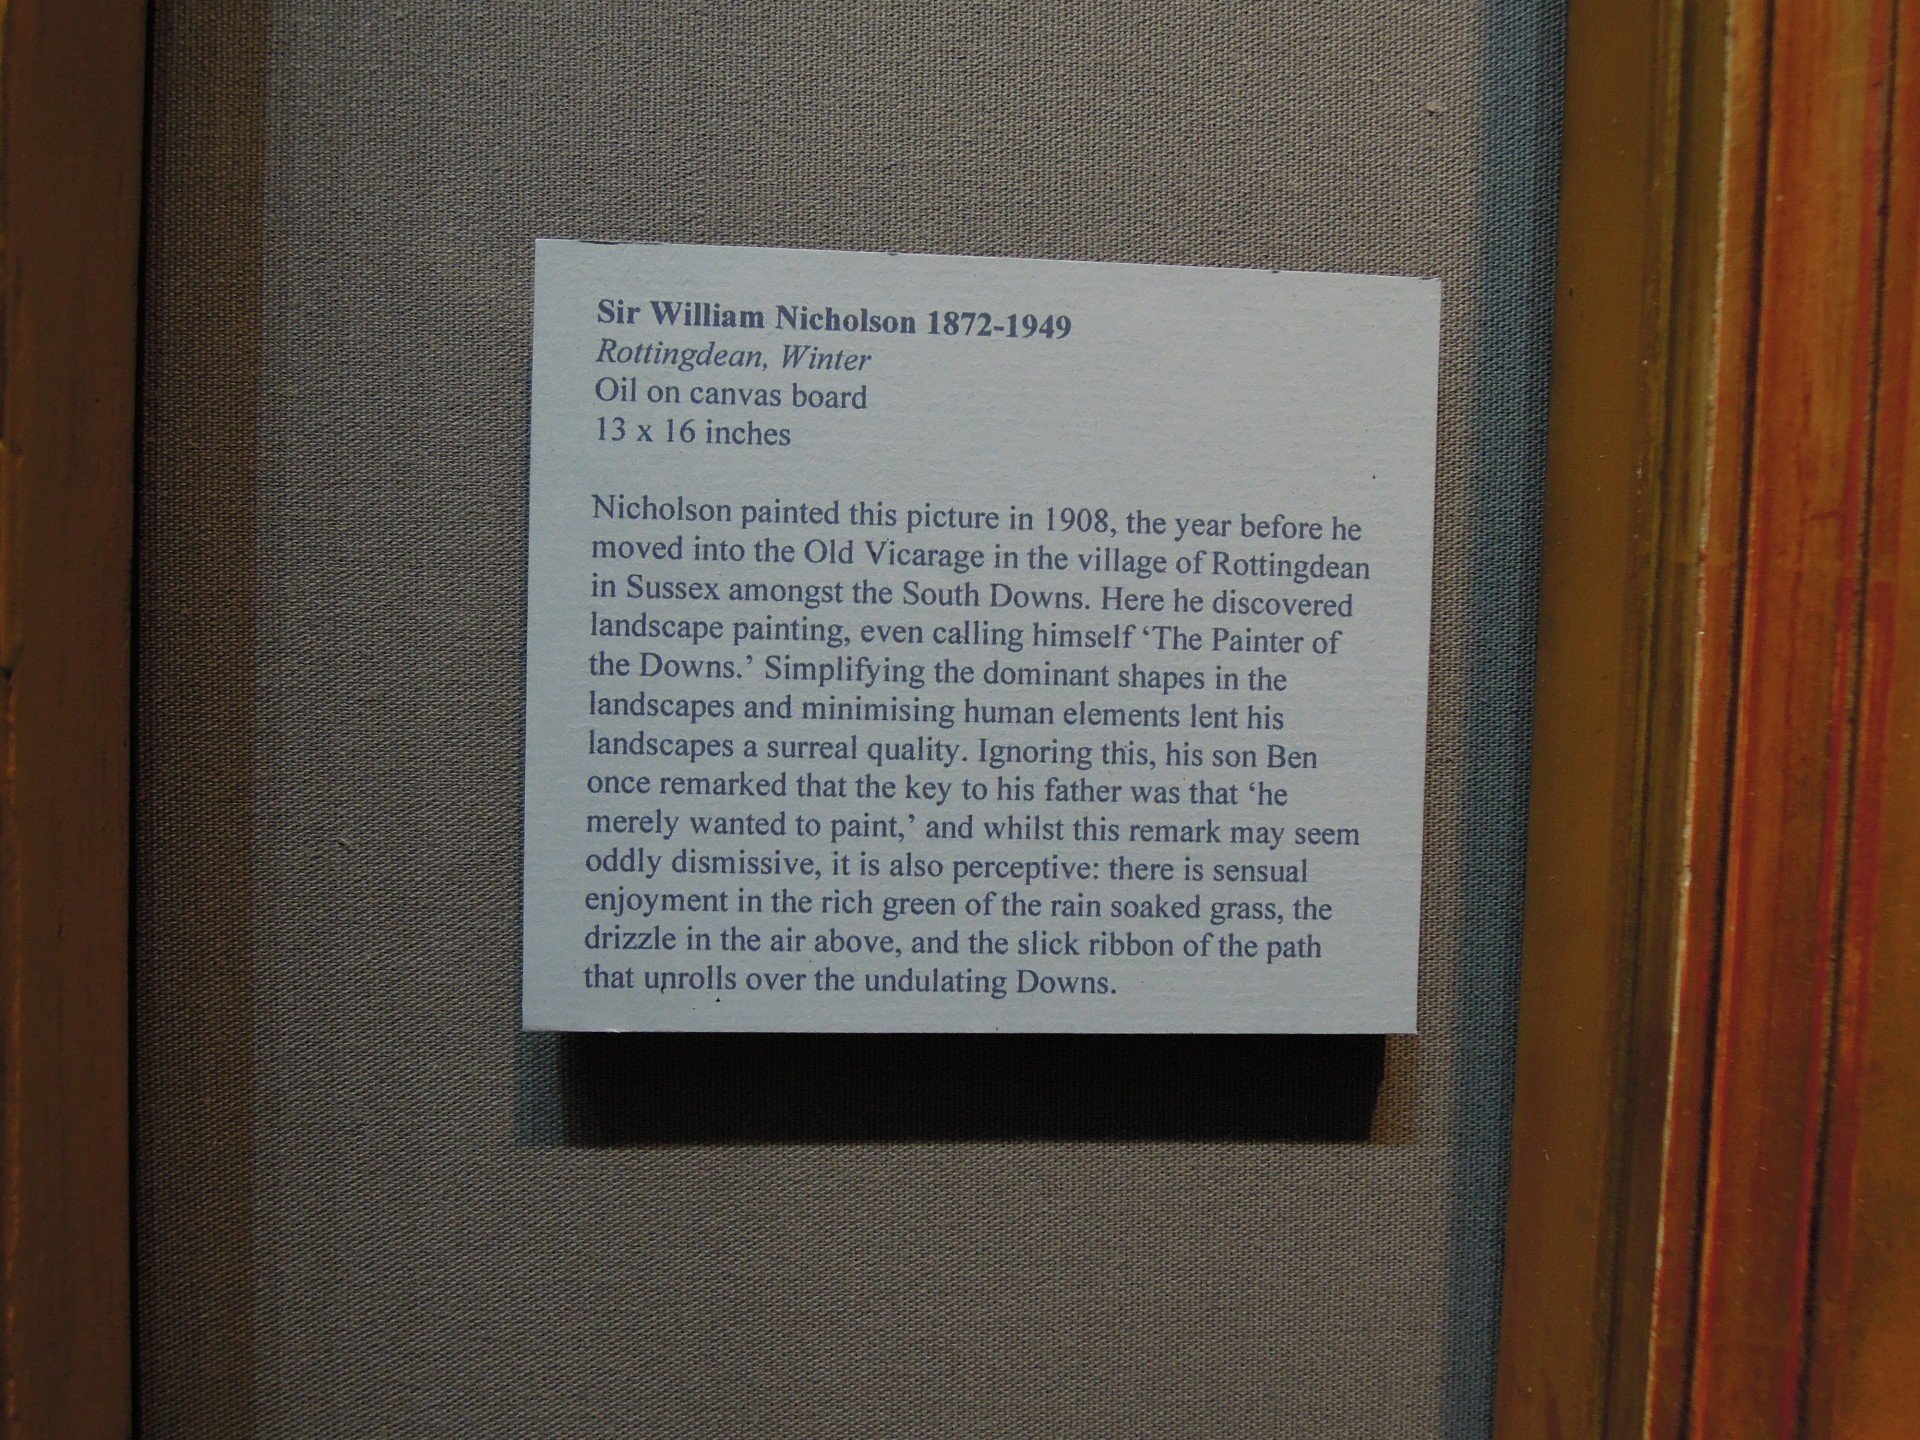 Sir William Nicholson 1872-1949
Rottingdean, Winter
Oil on canvas board
13 x 16 inches
Nicholson painted this picture in 1908, the year before he
moved into the Old Vicarage in the village of Rottingdean
in Sussex amongst the South Downs. Here he discovered
landscape painting, even calling himself ‘The Painter of
the Downs.’ Simplifying the dominant shapes in the
landscapes and minimising human elements lent his
landscapes a surreal quality. Ignoring this, his son Ben
once remarked that the key to his father was that ‘he
merely wanted to paint,’ and whilst this remark may seem
oddly dismissive, it is also perceptive: there is sensual
enjoyment in the rich green of the rain soaked grass, the
drizzle in the air above, and the slick ribbon of the path
that unrolls over the undulating Downs.